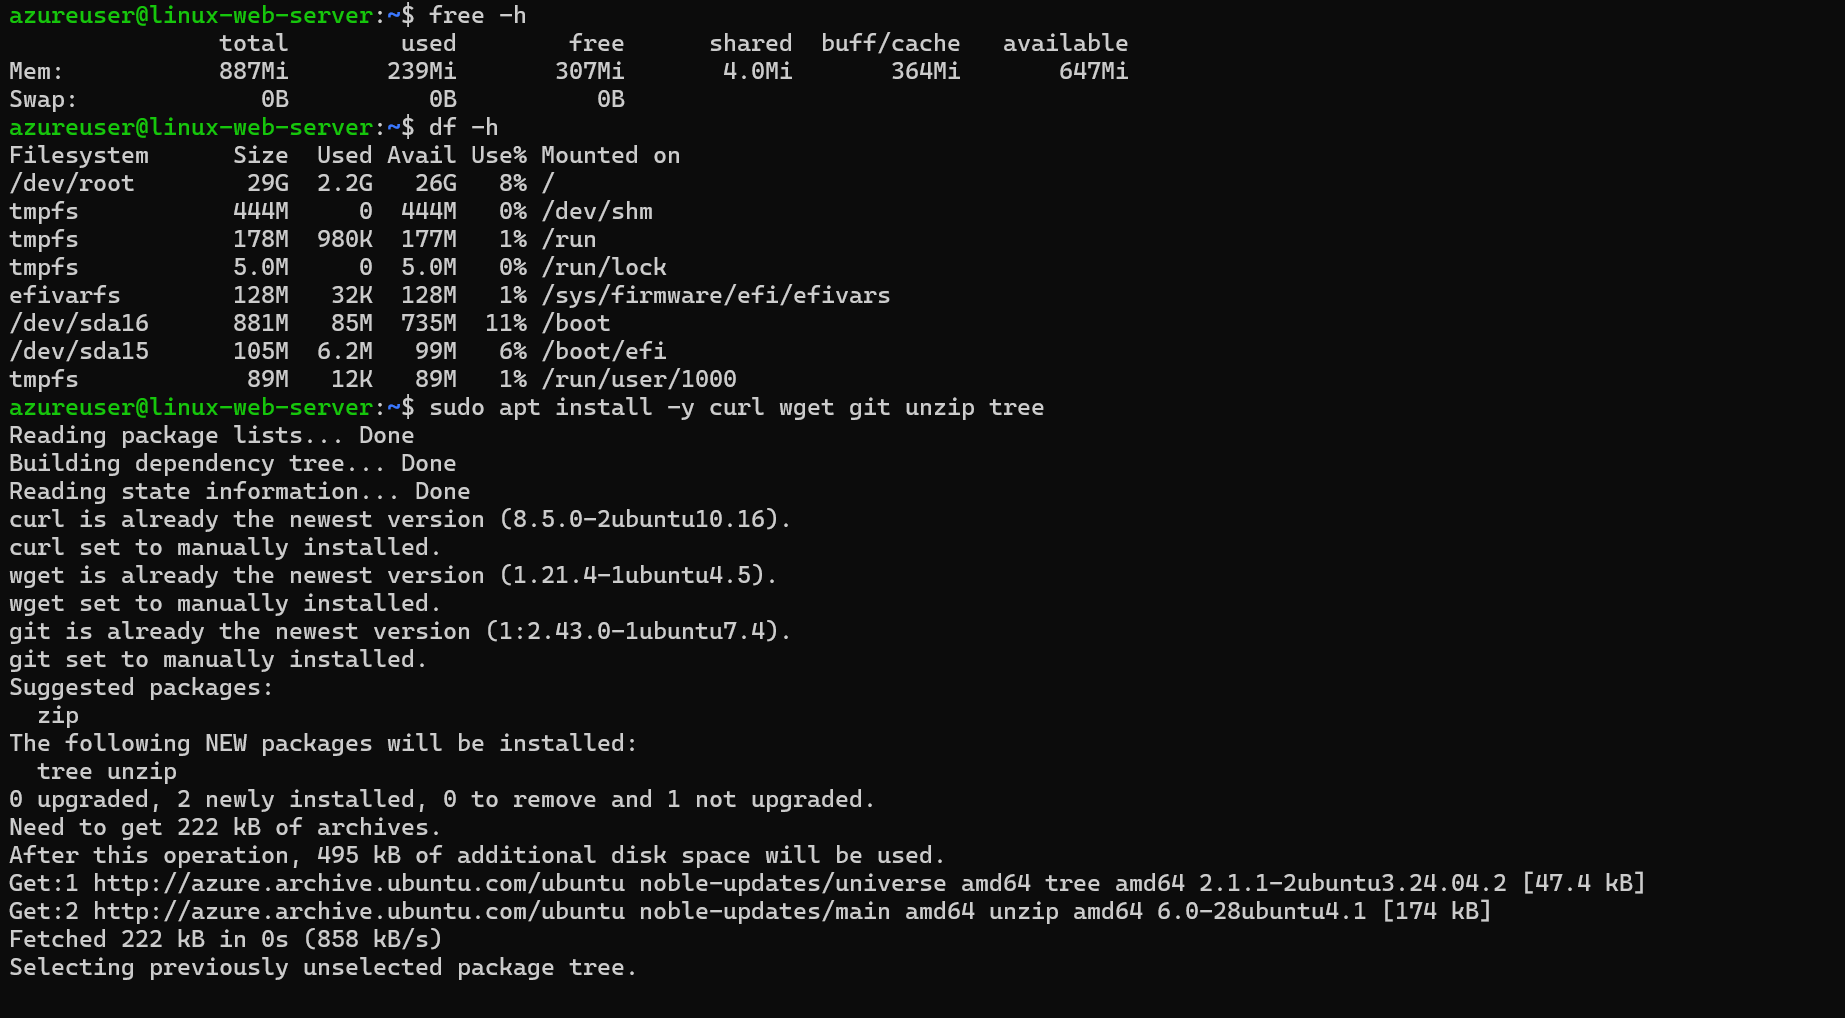 azureuser@linux-web-server:~$ free -h
               total        used        free      shared  buff/cache   available
Mem:           887Mi       239Mi       307Mi       4.0Mi       364Mi       647Mi
Swap:             0B          0B          0B
azureuser@linux-web-server:~$ df -h
Filesystem      Size  Used Avail Use% Mounted on
/dev/root        29G  2.2G   26G   8% /
tmpfs           444M     0  444M   0% /dev/shm
tmpfs           178M  980K  177M   1% /run
tmpfs           5.0M     0  5.0M   0% /run/lock
efivarfs        128M   32K  128M   1% /sys/firmware/efi/efivars
/dev/sda16      881M   85M  735M  11% /boot
/dev/sda15      105M  6.2M   99M   6% /boot/efi
tmpfs            89M   12K   89M   1% /run/user/1000
azureuser@linux-web-server:~$ sudo apt install -y curl wget git unzip tree
Reading package lists... Done
Building dependency tree... Done
Reading state information... Done
curl is already the newest version (8.5.0-2ubuntu10.16).
curl set to manually installed.
wget is already the newest version (1.21.4-1ubuntu4.5).
wget set to manually installed.
git is already the newest version (1:2.43.0-1ubuntu7.4).
git set to manually installed.
Suggested packages:
  zip
The following NEW packages will be installed:
  tree unzip
0 upgraded, 2 newly installed, 0 to remove and 1 not upgraded.
Need to get 222 kB of archives.
After this operation, 495 kB of additional disk space will be used.
Get:1 http://azure.archive.ubuntu.com/ubuntu noble-updates/universe amd64 tree amd64 2.1.1-2ubuntu3.24.04.2 [47.4 kB]
Get:2 http://azure.archive.ubuntu.com/ubuntu noble-updates/main amd64 unzip amd64 6.0-28ubuntu4.1 [174 kB]
Fetched 222 kB in 0s (858 kB/s)
Selecting previously unselected package tree.